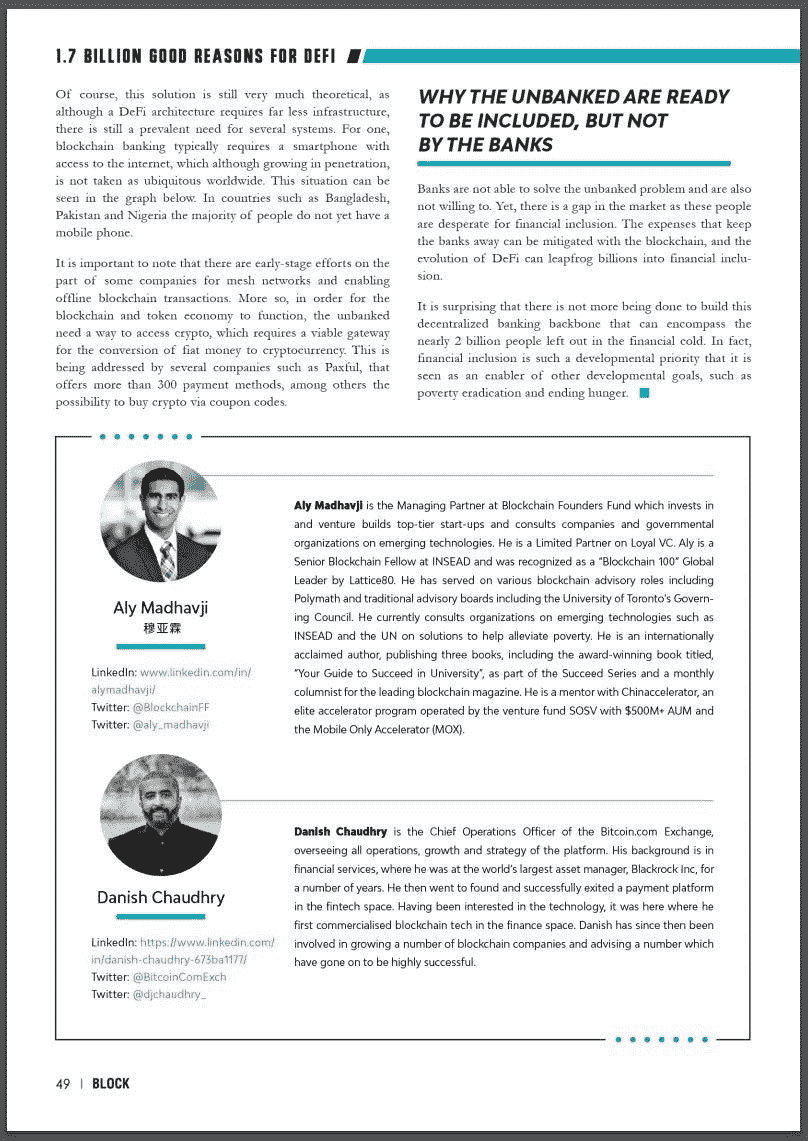 1.7 BILLION GOOD REASONS FOR DEFI
Of course, this solution is still very much theoretical, as
although a DeFi architecture requires far less infrastructure,
there is still a prevalent need for several systems. For one,
blockchain banking typically requires a smartphone with
access to the internet, which although growing in penetration,
is not taken as ubiquitous worldwide. This situation can be
seen in the graph below. In countries such as Bangladesh,
Pakistan and Nigeria the majority of people do not yet have a
mobile phone.
It is important to note that there are early-stage efforts on the
part of some companies for mesh networks and enabling
offline blockchain transactions. More so, in order for the
blockchain and token economy to function, the unbanked
need a way to access crypto, which requires a viable gateway
for the conversion of fiat money to cryptocurrency. This is
being addressed by several companies such as Paxful, that
offers more than 300 payment methods, among others the
possibility to buy crypto via coupon codes.
WHY THE UNBANKED ARE READY
TO BE INCLUDED, BUT NOT
BY THE BANKS
Banks are not able to solve the unbanked problem and are also
not willing to. Yet, there is a gap in the market as these people
are desperate for financial inclusion. The expenses that keep
the banks away can be mitigated with the blockchain, and the
evolution of DeFi can leapfrog billions into financial inclu-
sion.
It is surprising that there is not more being done to build this
decentralized banking backbone that can encompass the
nearly 2 billion people left out in the financial cold. In fact,
financial inclusion is such a developmental priority that it is
seen as an enabler of other developmental goals, such as
poverty eradication and ending hunger.
Aly Madhavji
穆亚霖
LinkedIn: www.linkedin.com/in/
alymadhavji/
Twitter: @BlockchainFF
Twitter: @aly_madhavji
Aly Madhavji is the Managing Partner at Blockchain Founders Fund which invests in
and venture builds top-tier start-ups and consults companies and governmental
organizations on emerging technologies. He is a Limited Partner on Loyal VC. Aly is a
Senior Blockchain Fellow at INSEAD and was recognized as a "Blockchain 100" Global
Leader by Lattice80. He has served on various blockchain advisory roles including
Polymath and traditional advisory boards including the University of Toronto's Govern-
ing Council. He currently consults organizations on emerging technologies such as
INSEAD and the UN on solutions to help alleviate poverty. He is an internationally
acclaimed author, publishing three books, including the award-winning book titled,
"Your Guide to Succeed in University", as part of the Succeed Series and a monthly
columnist for the leading blockchain magazine. He is a mentor with Chinaccelerator, an
elite accelerator program operated by the venture fund SOSV with $500M+ AUM and
the Mobile Only Accelerator (MOX).
Danish Chaudhry
LinkedIn: https://www.linkedin.com/
in/danish-chaudhry-673ba1177/
Twitter: @BitcoinComExch
Twitter: @djchaudhry_
Danish Chaudhry is the Chief Operations Officer of the Bitcoin.com Exchange,
overseeing all operations, growth and strategy of the platform. His background is in
financial services, where he was at the world's largest asset manager, Blackrock Inc, for
a number of years. He then went to found and successfully exited a payment platform
in the fintech space. Having been interested in the technology, it was here where he
first commercialised blockchain tech in the finance space. Danish has since then been
involved in growing a number of blockchain companies and advising a number which
have gone on to be highly successful.
49 | BLOCK